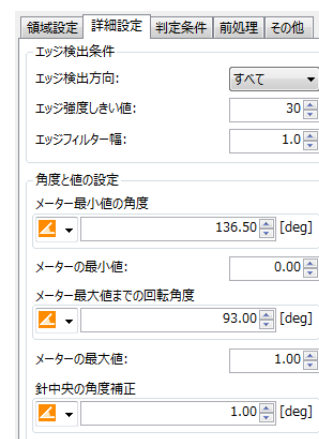 領域設定 詳細設定 判定条件 前処理 その他
エッジ検出条件
エッジ検出方向: すべて
エッジ強度しきい値: 30
エッジフィルター幅: 1.0
角度と値の設定
メーター最小値の角度
136.50 [deg]
メーターの最小値: 0.00
メーター最大値までの回転角度
93.00 [deg]
メーターの最大値: 1.00
針中央の角度補正
1.00 [deg]